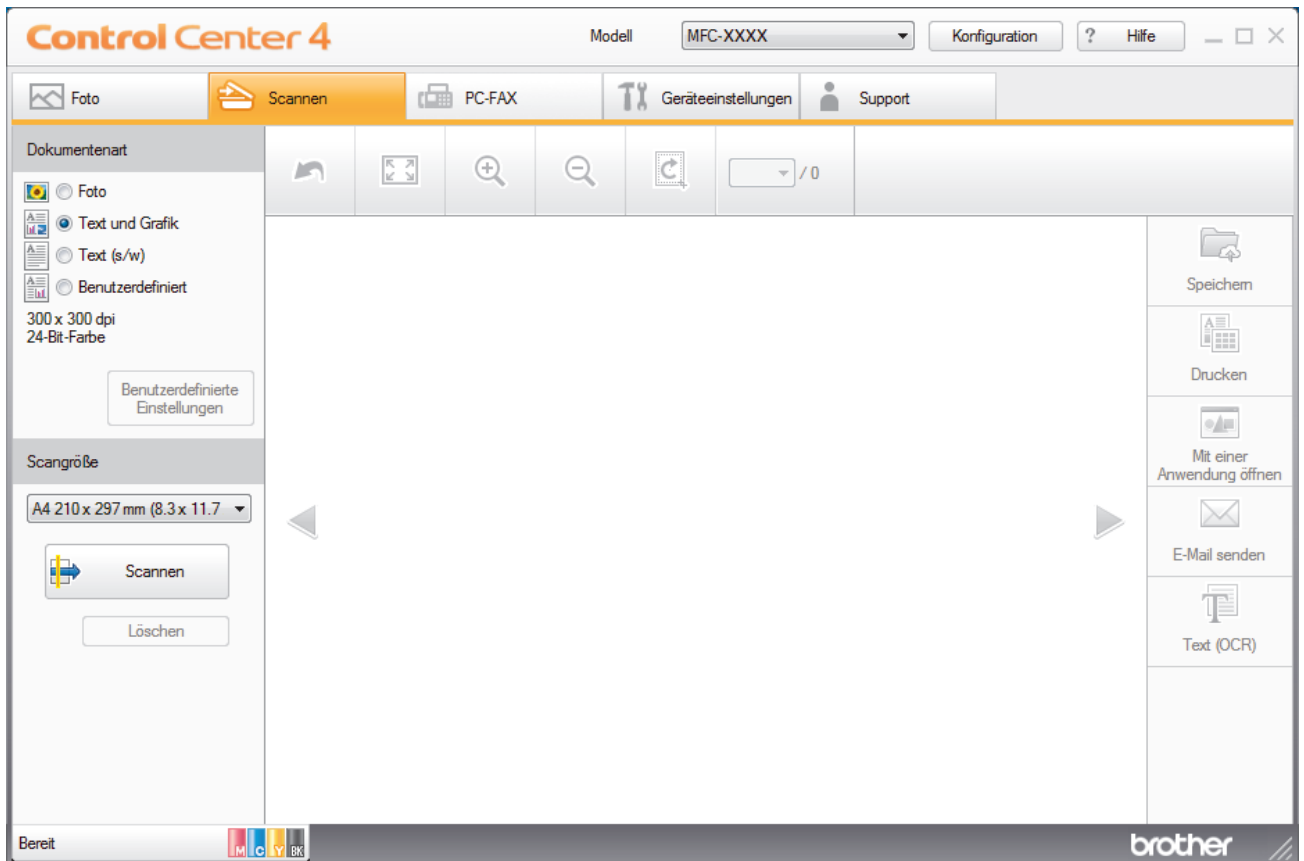 Control Center 4
Modell
MFC-XXXX
Konfiguration
? Hilfe
Foto
Scannen
PC-FAX
Geräteeinstellungen
Support
Dokumentenart
/ 0
Foto
Text und Grafik
Text (s/w)
Benutzerdefiniert
300 x 300 dpi
24-Bit-Farbe
Benutzerdefinierte
Einstellungen
Scangröße
A4 210 x 297 mm (8.3 x 11.7
Scannen
Löschen
Speichern
Drucken
Mit einer
Anwendung öffnen
E-Mail senden
Text (OCR)
Bereit
M C Y BK
brother